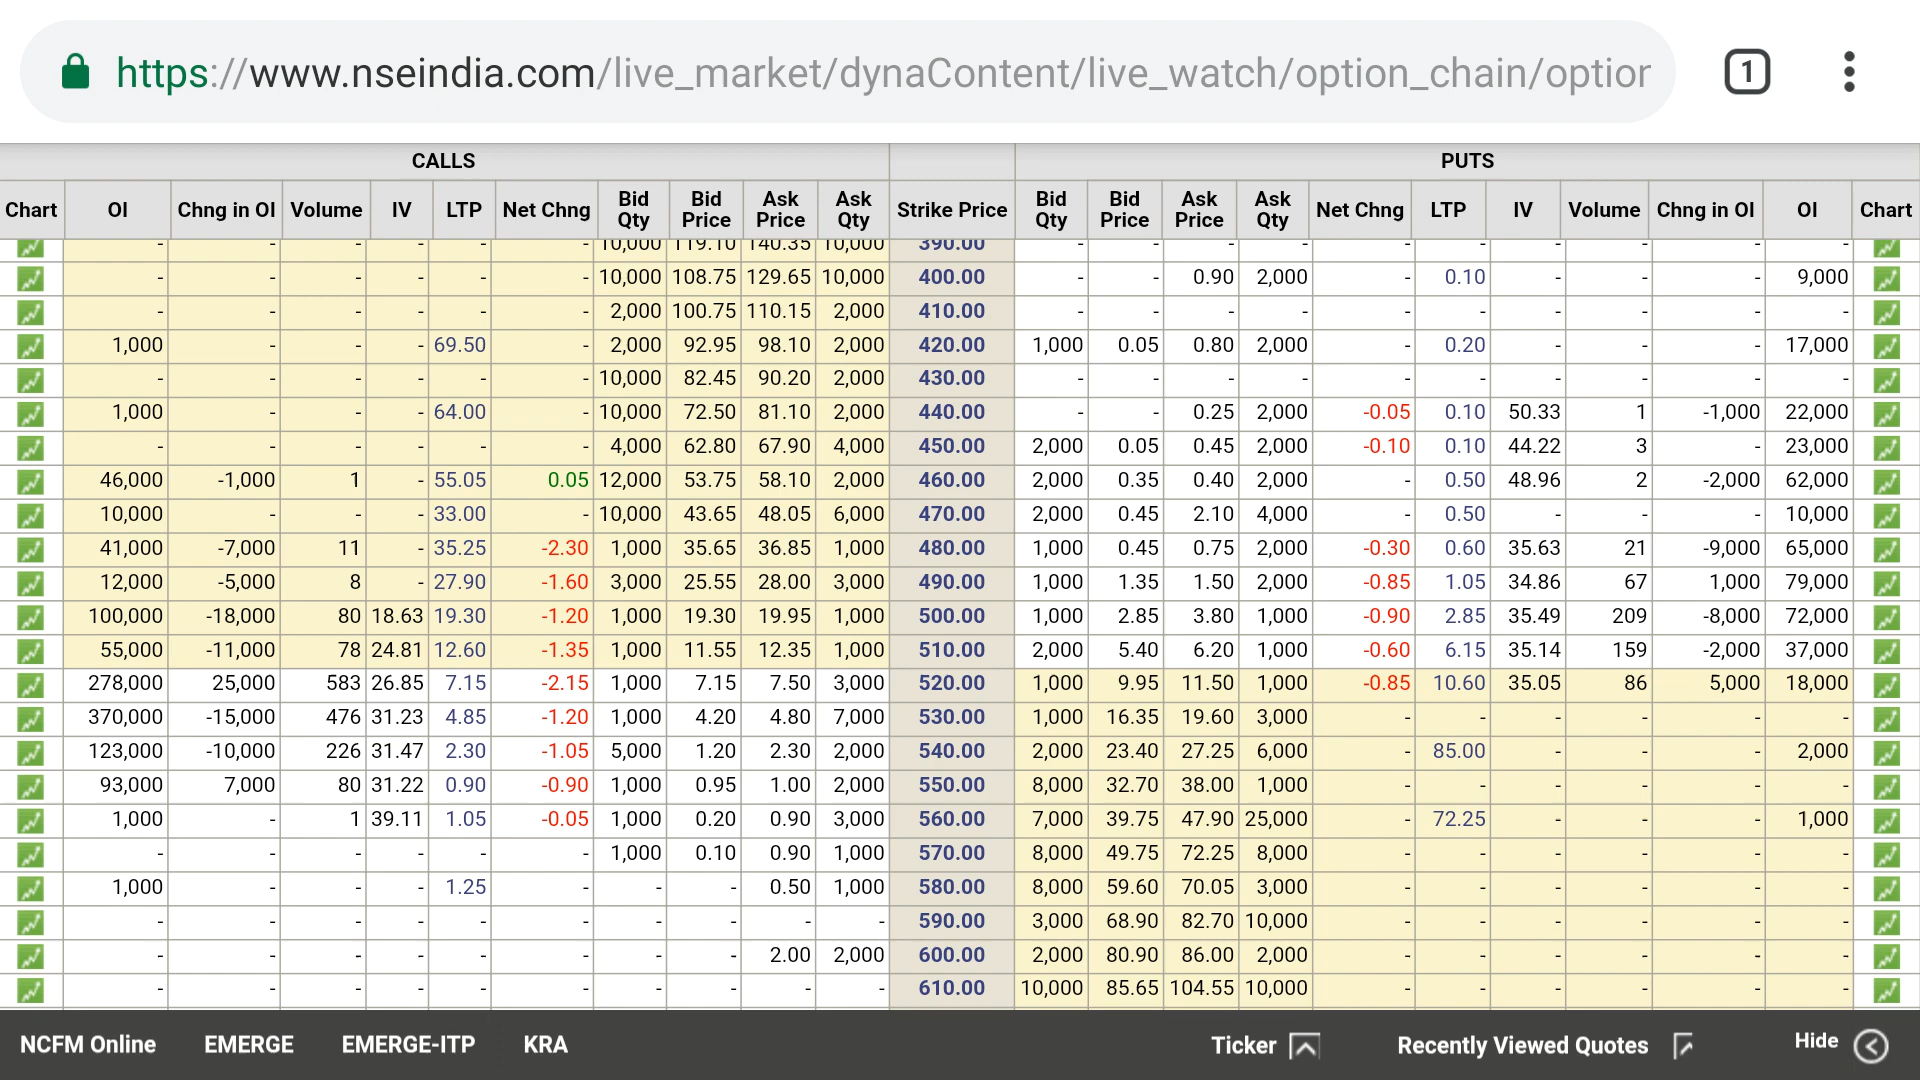 https://www.nseindia.com/live_market/dynaContent/live_watch/option_chain/optior 1
CALLS PUTS
Chart OI Chng in OI Volume IV LTP Net Chng Bid Qty Bid Price Ask Price Ask Qty Strike Price Bid Qty Bid Price Ask Price Ask Qty Net Chng LTP IV Volume Chng in OI OI Chart
- - - - - - 10,000 119.10 140.35 10,000 390.00 - - - - - - - - - -
- - - - - - 10,000 108.75 129.65 10,000 400.00 - - 0.90 2,000 - 0.10 - - - 9,000
- - - - - - 2,000 100.75 110.15 2,000 410.00 - - - - - - - - - -
1,000 - - - 69.50 - 2,000 92.95 98.10 2,000 420.00 1,000 0.05 0.80 2,000 - 0.20 - - - 17,000
- - - - - - 10,000 82.45 90.20 2,000 430.00 - - - - - - - - - -
1,000 - - - 64.00 - 10,000 72.50 81.10 2,000 440.00 - - 0.25 2,000 -0.05 0.10 50.33 1 -1,000 22,000
- - - - - - 4,000 62.80 67.90 4,000 450.00 2,000 0.05 0.45 2,000 -0.10 0.10 44.22 3 - 23,000
46,000 -1,000 1 - 55.05 0.05 12,000 53.75 58.10 2,000 460.00 2,000 0.35 0.40 2,000 - 0.50 48.96 2 -2,000 62,000
10,000 - - - 33.00 - 10,000 43.65 48.05 6,000 470.00 2,000 0.45 2.10 4,000 - 0.50 - - - 10,000
41,000 -7,000 11 - 35.25 -2.30 1,000 35.65 36.85 1,000 480.00 1,000 0.45 0.75 2,000 -0.30 0.60 35.63 21 -9,000 65,000
12,000 -5,000 8 - 27.90 -1.60 3,000 25.55 28.00 3,000 490.00 1,000 1.35 1.50 2,000 -0.85 1.05 34.86 67 1,000 79,000
100,000 -18,000 80 18.63 19.30 -1.20 1,000 19.30 19.95 1,000 500.00 1,000 2.85 3.80 1,000 -0.90 2.85 35.49 209 -8,000 72,000
55,000 -11,000 78 24.81 12.60 -1.35 1,000 11.55 12.35 1,000 510.00 2,000 5.40 6.20 1,000 -0.60 6.15 35.14 159 -2,000 37,000
278,000 25,000 583 26.85 7.15 -2.15 1,000 7.15 7.50 3,000 520.00 1,000 9.95 11.50 1,000 -0.85 10.60 35.05 86 5,000 18,000
370,000 -15,000 476 31.23 4.85 -1.20 1,000 4.20 4.80 7,000 530.00 1,000 16.35 19.60 3,000 - - - - - -
123,000 -10,000 226 31.47 2.30 -1.05 5,000 1.20 2.30 2,000 540.00 2,000 23.40 27.25 6,000 - 85.00 - - - 2,000
93,000 7,000 80 31.22 0.90 -0.90 1,000 0.95 1.00 2,000 550.00 8,000 32.70 38.00 1,000 - - - - - -
1,000 - 1 39.11 1.05 -0.05 1,000 0.20 0.90 3,000 560.00 7,000 39.75 47.90 25,000 - 72.25 - - - 1,000
- - - - - - 1,000 0.10 0.90 1,000 570.00 8,000 49.75 72.25 8,000 - - - - - -
1,000 - - - 1.25 - - - 0.50 1,000 580.00 8,000 59.60 70.05 3,000 - - - - - -
- - - - - - - - - - 590.00 3,000 68.90 82.70 10,000 - - - - - -
- - - - - - - - 2.00 2,000 600.00 2,000 80.90 86.00 2,000 - - - - - -
- - - - - - - - - - 610.00 10,000 85.65 104.55 10,000 - - - - - -
NCFM Online EMERGE EMERGE-ITP KRA Ticker Recently Viewed Quotes Hide